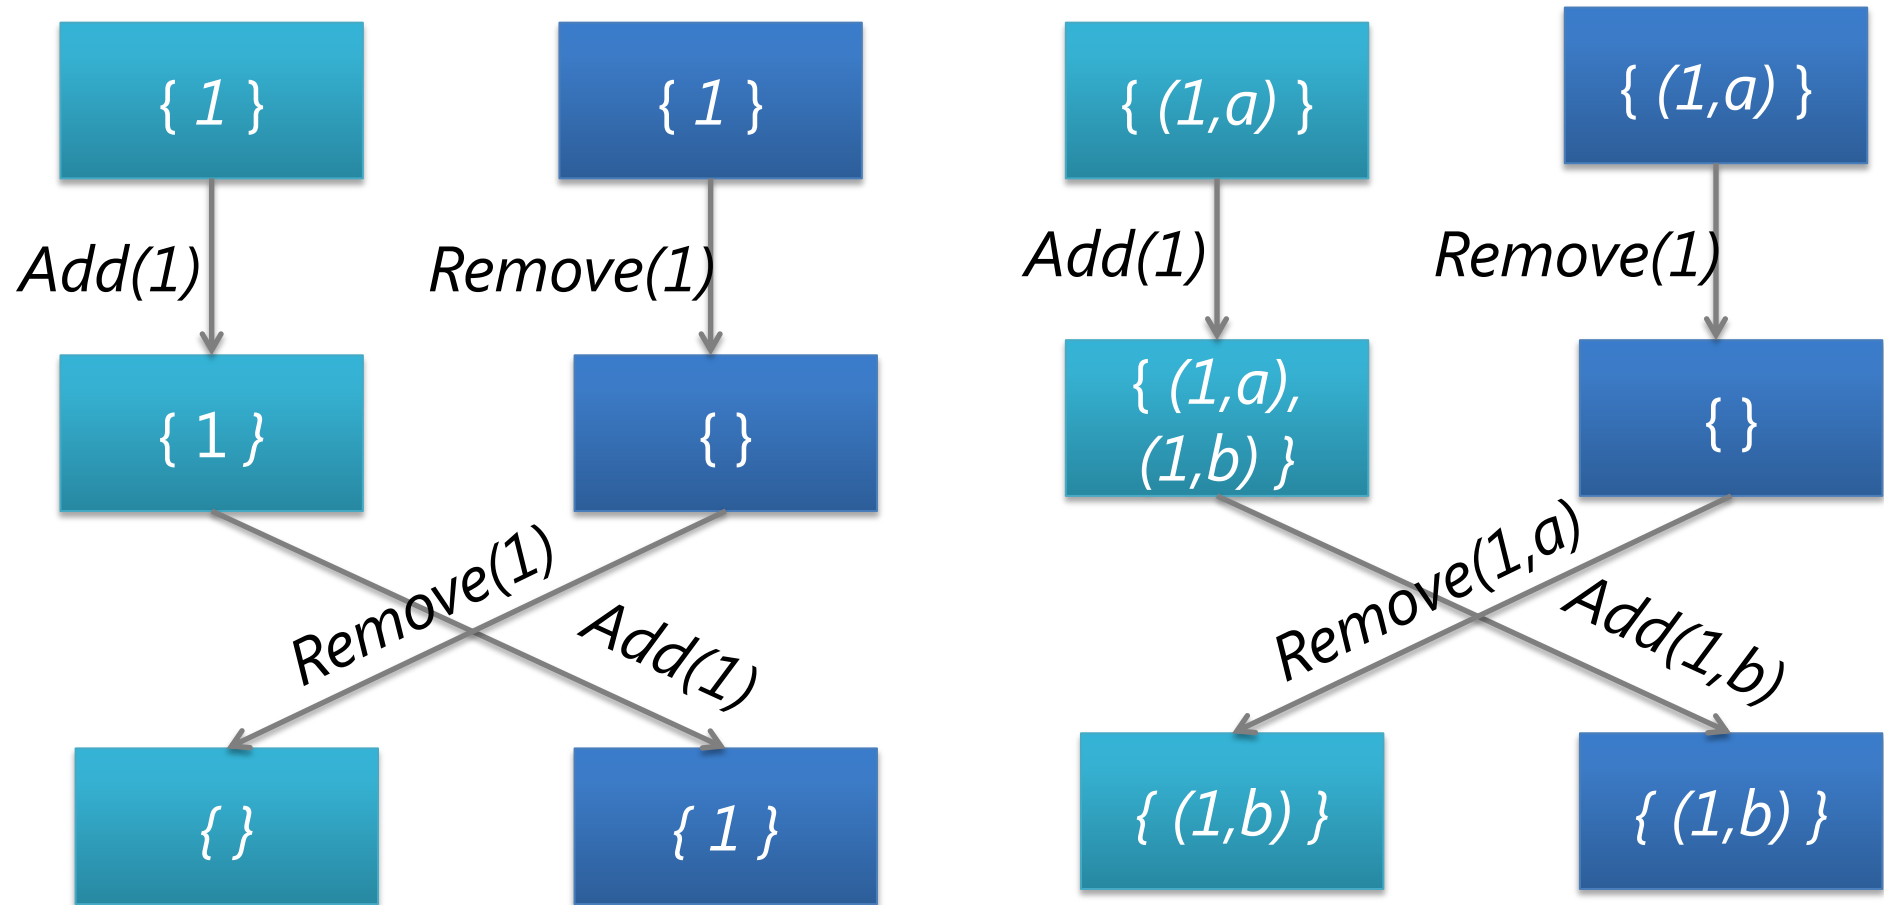 { 1 }
{ 1 }
Add(1)
Remove(1)
{ 1 }
{ }
Remove(1)
Add(1)
{ }
{ 1 }
{ (1,a) }
{ (1,a) }
Add(1)
Remove(1)
{ (1,a),
(1,b) }
{ }
Remove(1,a)
Add(1,b)
{ (1,b) }
{ (1,b) }